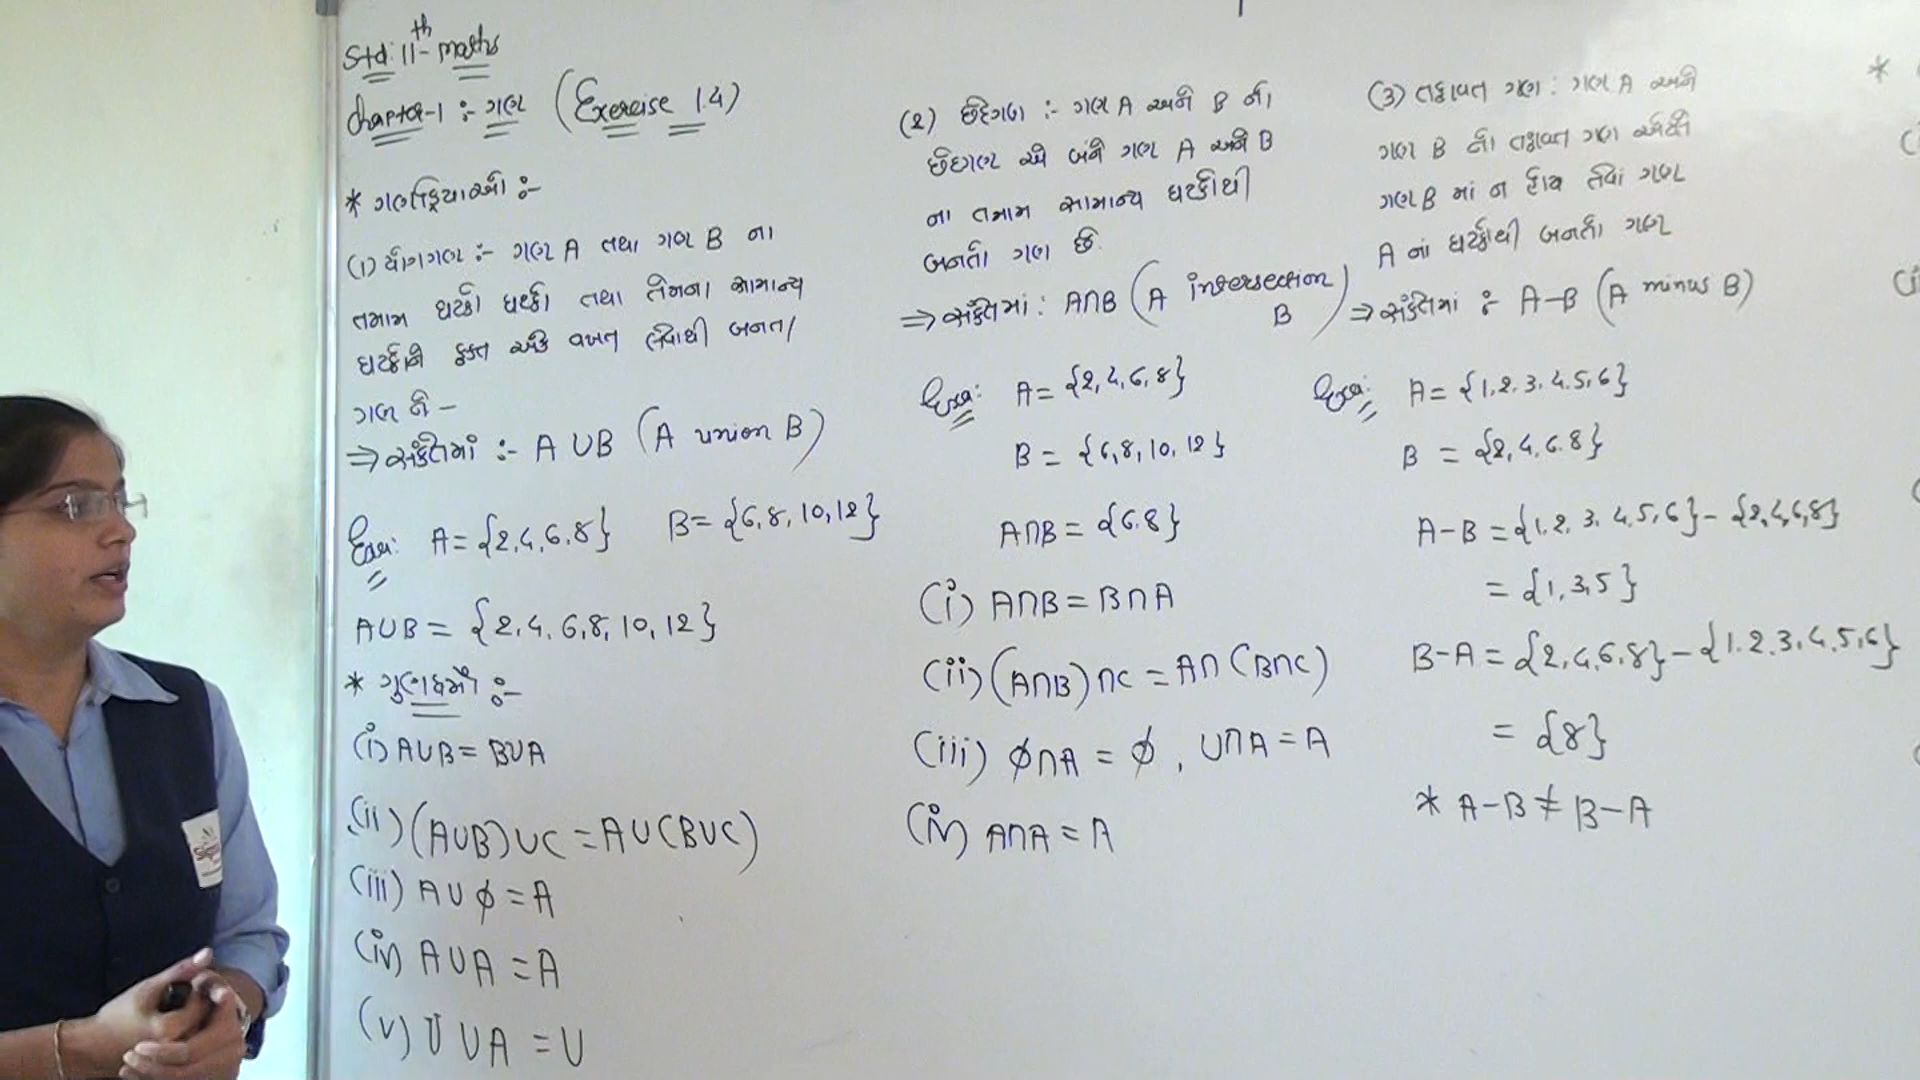 Std: 11th maths
Chapter-1 :- ગણ (Exercise 1.4)
* ગણક્રિયાઓ :-
(1) યોગગણ :- ગણ A તથા ગણ B ના
તમામ ઘટકો ઘટકો તથા તેમના સામાન્ય
ઘટકોને ફક્ત એક વખત લેવાથી બનતા
ગણ ને -
⇒ સંકેતમાં :- A ∪ B (A union B)
Exa: A = {2,4,6,8} B = {6,8,10,12}
A∪B = {2,4,6,8,10,12}
* ગુણધર્મો :-
(i) A∪B = B∪A
(ii) (A∪B)∪C = A∪(B∪C)
(iii) A∪φ = A
(iv) A∪A = A
(v) U∪A = U
(2) છેદગણ :- ગણ A અને B નો
છેદગણ એ બંને ગણ A અને B
ના તમામ સામાન્ય ઘટકોથી
બનતો ગણ છે.
⇒ સંકેતમાં : A∩B (A intersection B)
Exa: A = {2,4,6,8}
B = {6,8,10,12}
A∩B = {6,8}
(i) A∩B = B∩A
(ii) (A∩B)∩C = A∩(B∩C)
(iii) φ∩A = φ, U∩A = A
(iv) A∩A = A
(3) તફાવત ગણ : ગણ A અને
ગણ B નો તફાવત ગણ એટલે
ગણ B માં ન હોય તેવાં ગણ
A નાં ઘટકોથી બનતો ગણ
⇒ સંકેતમાં :- A-B (A minus B)
Exa: A = {1,2,3,4,5,6}
B = {2,4,6,8}
A-B = {1,2,3,4,5,6} - {2,4,6,8}
= {1,3,5}
B-A = {2,4,6,8} - {1,2,3,4,5,6}
= {8}
* A-B ≠ B-A
*